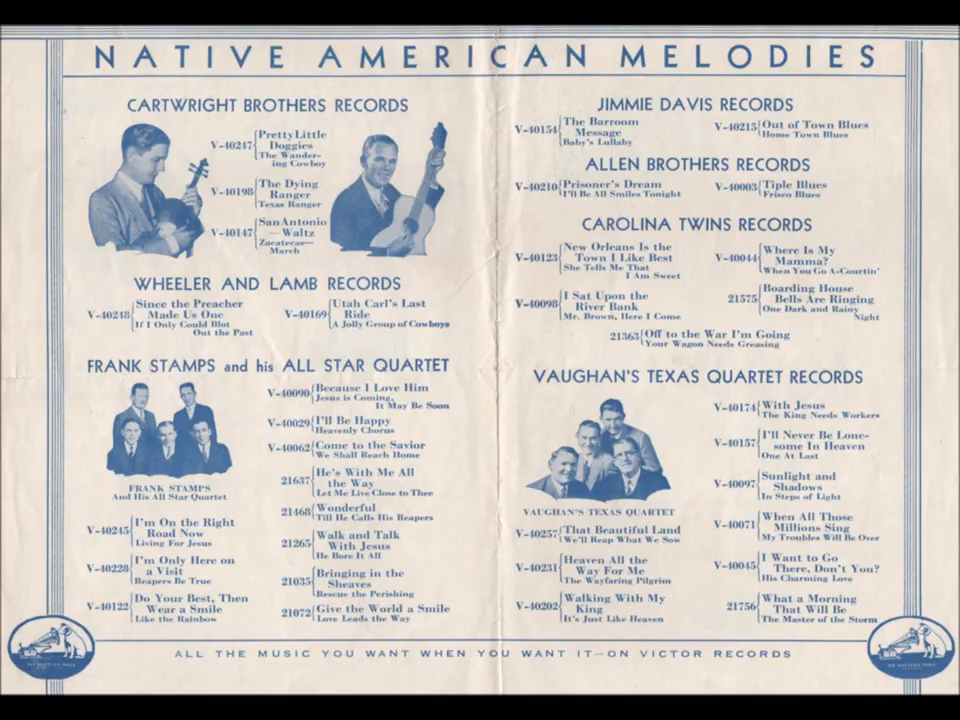 NATIVE AMERICAN MELODIES
CARTWRIGHT BROTHERS RECORDS
V-40247 Pretty Little
Doggies
The Wander-
ing Cowboy
V-40198 The Dying
Ranger
Texas Ranger
V-40147 San Antonio
—Waltz
Zacatecas—
March
WHEELER AND LAMB RECORDS
V-40248 Since the Preacher
Made Us One
If I Only Could Blot
Out the Past
V-40169 Utah Carl's Last
Ride
A Jolly Group of Cowboys
FRANK STAMPS and his ALL STAR QUARTET
FRANK STAMPS
And His All Star Quartet
V-40245 I'm On the Right
Road Now
Living For Jesus
V-40228 I'm Only Here on
a Visit
Reapers Be True
V-40122 Do Your Best, Then
Wear a Smile
Like the Rainbow
V-40090 Because I Love Him
Jesus is Coming,
It May Be Soon
V-40029 I'll Be Happy
Heavenly Chorus
V-40062 Come to the Savior
We Shall Reach Home
21637 He's With Me All
the Way
Let Me Live Close to Thee
21468 Wonderful
Till He Calls His Reapers
21265 Walk and Talk
With Jesus
He Bore It All
21035 Bringing in the
Sheaves
Rescue the Perishing
21072 Give the World a Smile
Love Leads the Way
JIMMIE DAVIS RECORDS
V-40154 The Barroom
Message
Baby's Lullaby
V-40215 Out of Town Blues
Home Town Blues
ALLEN BROTHERS RECORDS
V-40210 Prisoner's Dream
I'll Be All Smiles Tonight
V-40003 Tiple Blues
Frisco Blues
CAROLINA TWINS RECORDS
V-40123 New Orleans Is the
Town I Like Best
She Tells Me That
I Am Sweet
V-40044 Where Is My
Mamma?
When You Go A-Courtin'
V-40098 I Sat Upon the
River Bank
Mr. Brown, Here I Come
21575 Boarding House
Bells Are Ringing
One Dark and Rainy
Night
21363 Off to the War I'm Going
Your Wagon Needs Greasing
VAUGHAN'S TEXAS QUARTET RECORDS
VAUGHAN'S TEXAS QUARTET
V-40257 That Beautiful Land
We'll Reap What We Sow
V-40231 Heaven All the
Way For Me
The Wayfaring Pilgrim
V-40202 Walking With My
King
It's Just Like Heaven
V-40174 With Jesus
The King Needs Workers
V-40157 I'll Never Be Lone-
some In Heaven
One At Last
V-40097 Sunlight and
Shadows
In Steps of Light
V-40071 When All Those
Millions Sing
My Troubles Will Be Over
V-40045 I Want to Go
There, Don't You?
His Charming Love
21756 What a Morning
That Will Be
The Master of the Storm
HIS MASTER'S VOICE
ALL THE MUSIC YOU WANT WHEN YOU WANT IT—ON VICTOR RECORDS
HIS MASTER'S VOICE